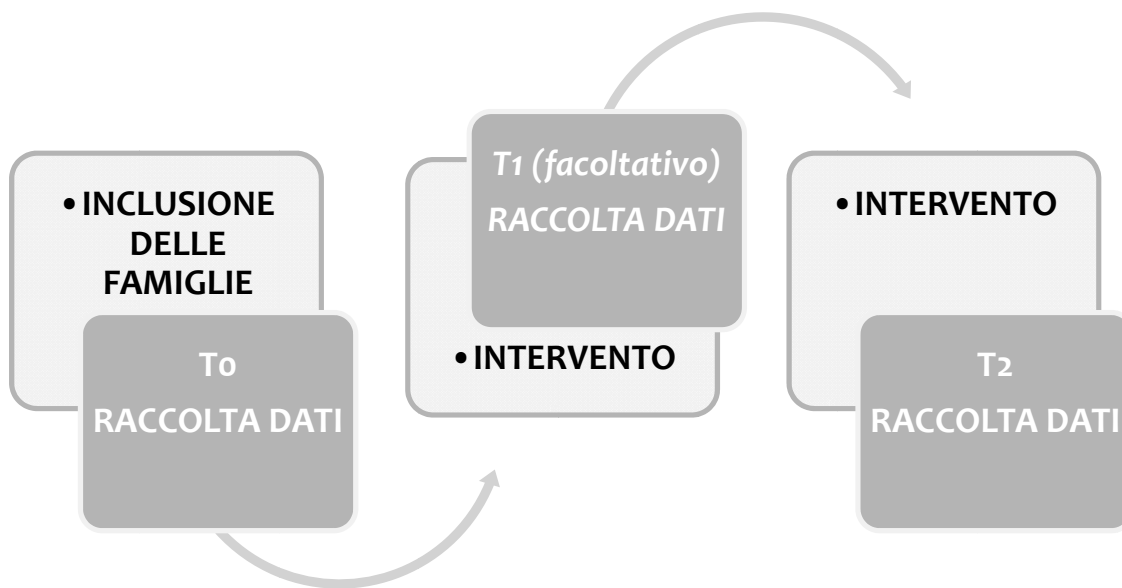 • INCLUSIONE
DELLE
FAMIGLIE
T0
RACCOLTA DATI
T1 (facoltativo)
RACCOLTA DATI
• INTERVENTO
• INTERVENTO
T2
RACCOLTA DATI